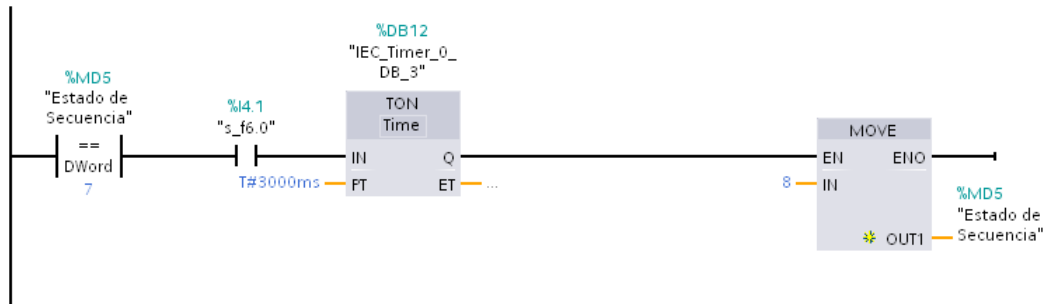 %DB12
"IEC_Timer_0_
DB_3"
%MD5
"Estado de
Secuencia"
==
DWord
7
%I4.1
"s_f6.0"
TON
Time
IN
Q
T#3000ms
PT
ET
...
MOVE
EN
ENO
8
IN
OUT1
%MD5
"Estado de
Secuencia"